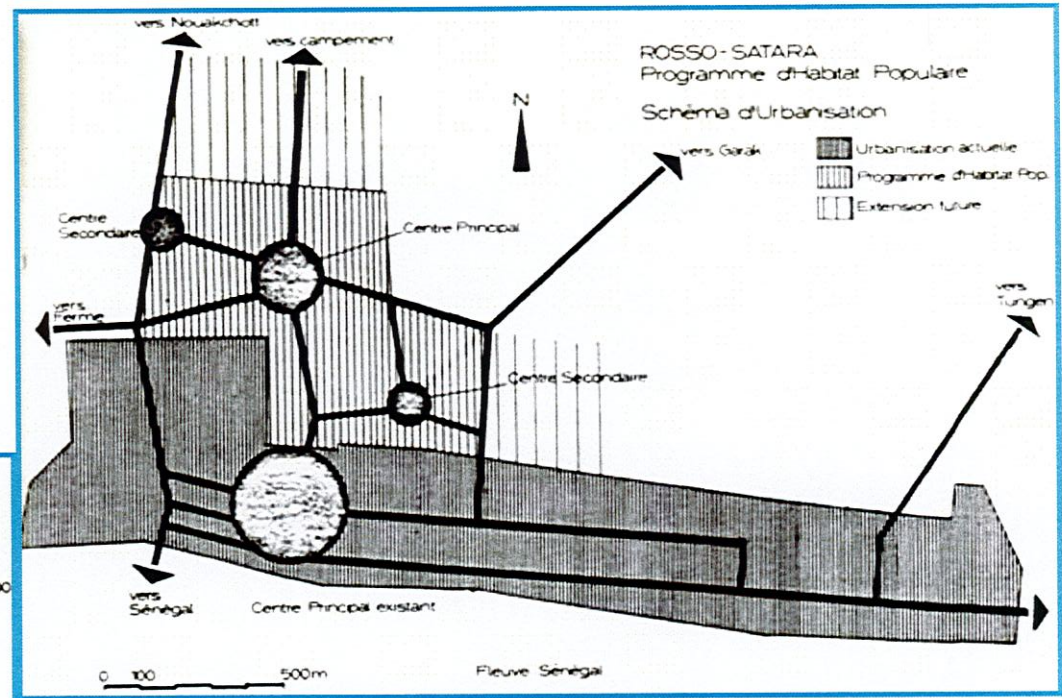 vers Nouakchott
vers campement
ROSSO-SATARA
Programme d'Habitat Populaire
Schéma d'Urbanisation
N
vers Garak
Urbanisation actuelle
Programme d'Habitat Pop.
Extension future
Centre
Secondaire
Centre Principal
vers
Ferme
vers
Tungen
Centre Secondaire
vers
Sénégal
Centre Principal existant
0 100 500m
Fleuve Sénégal